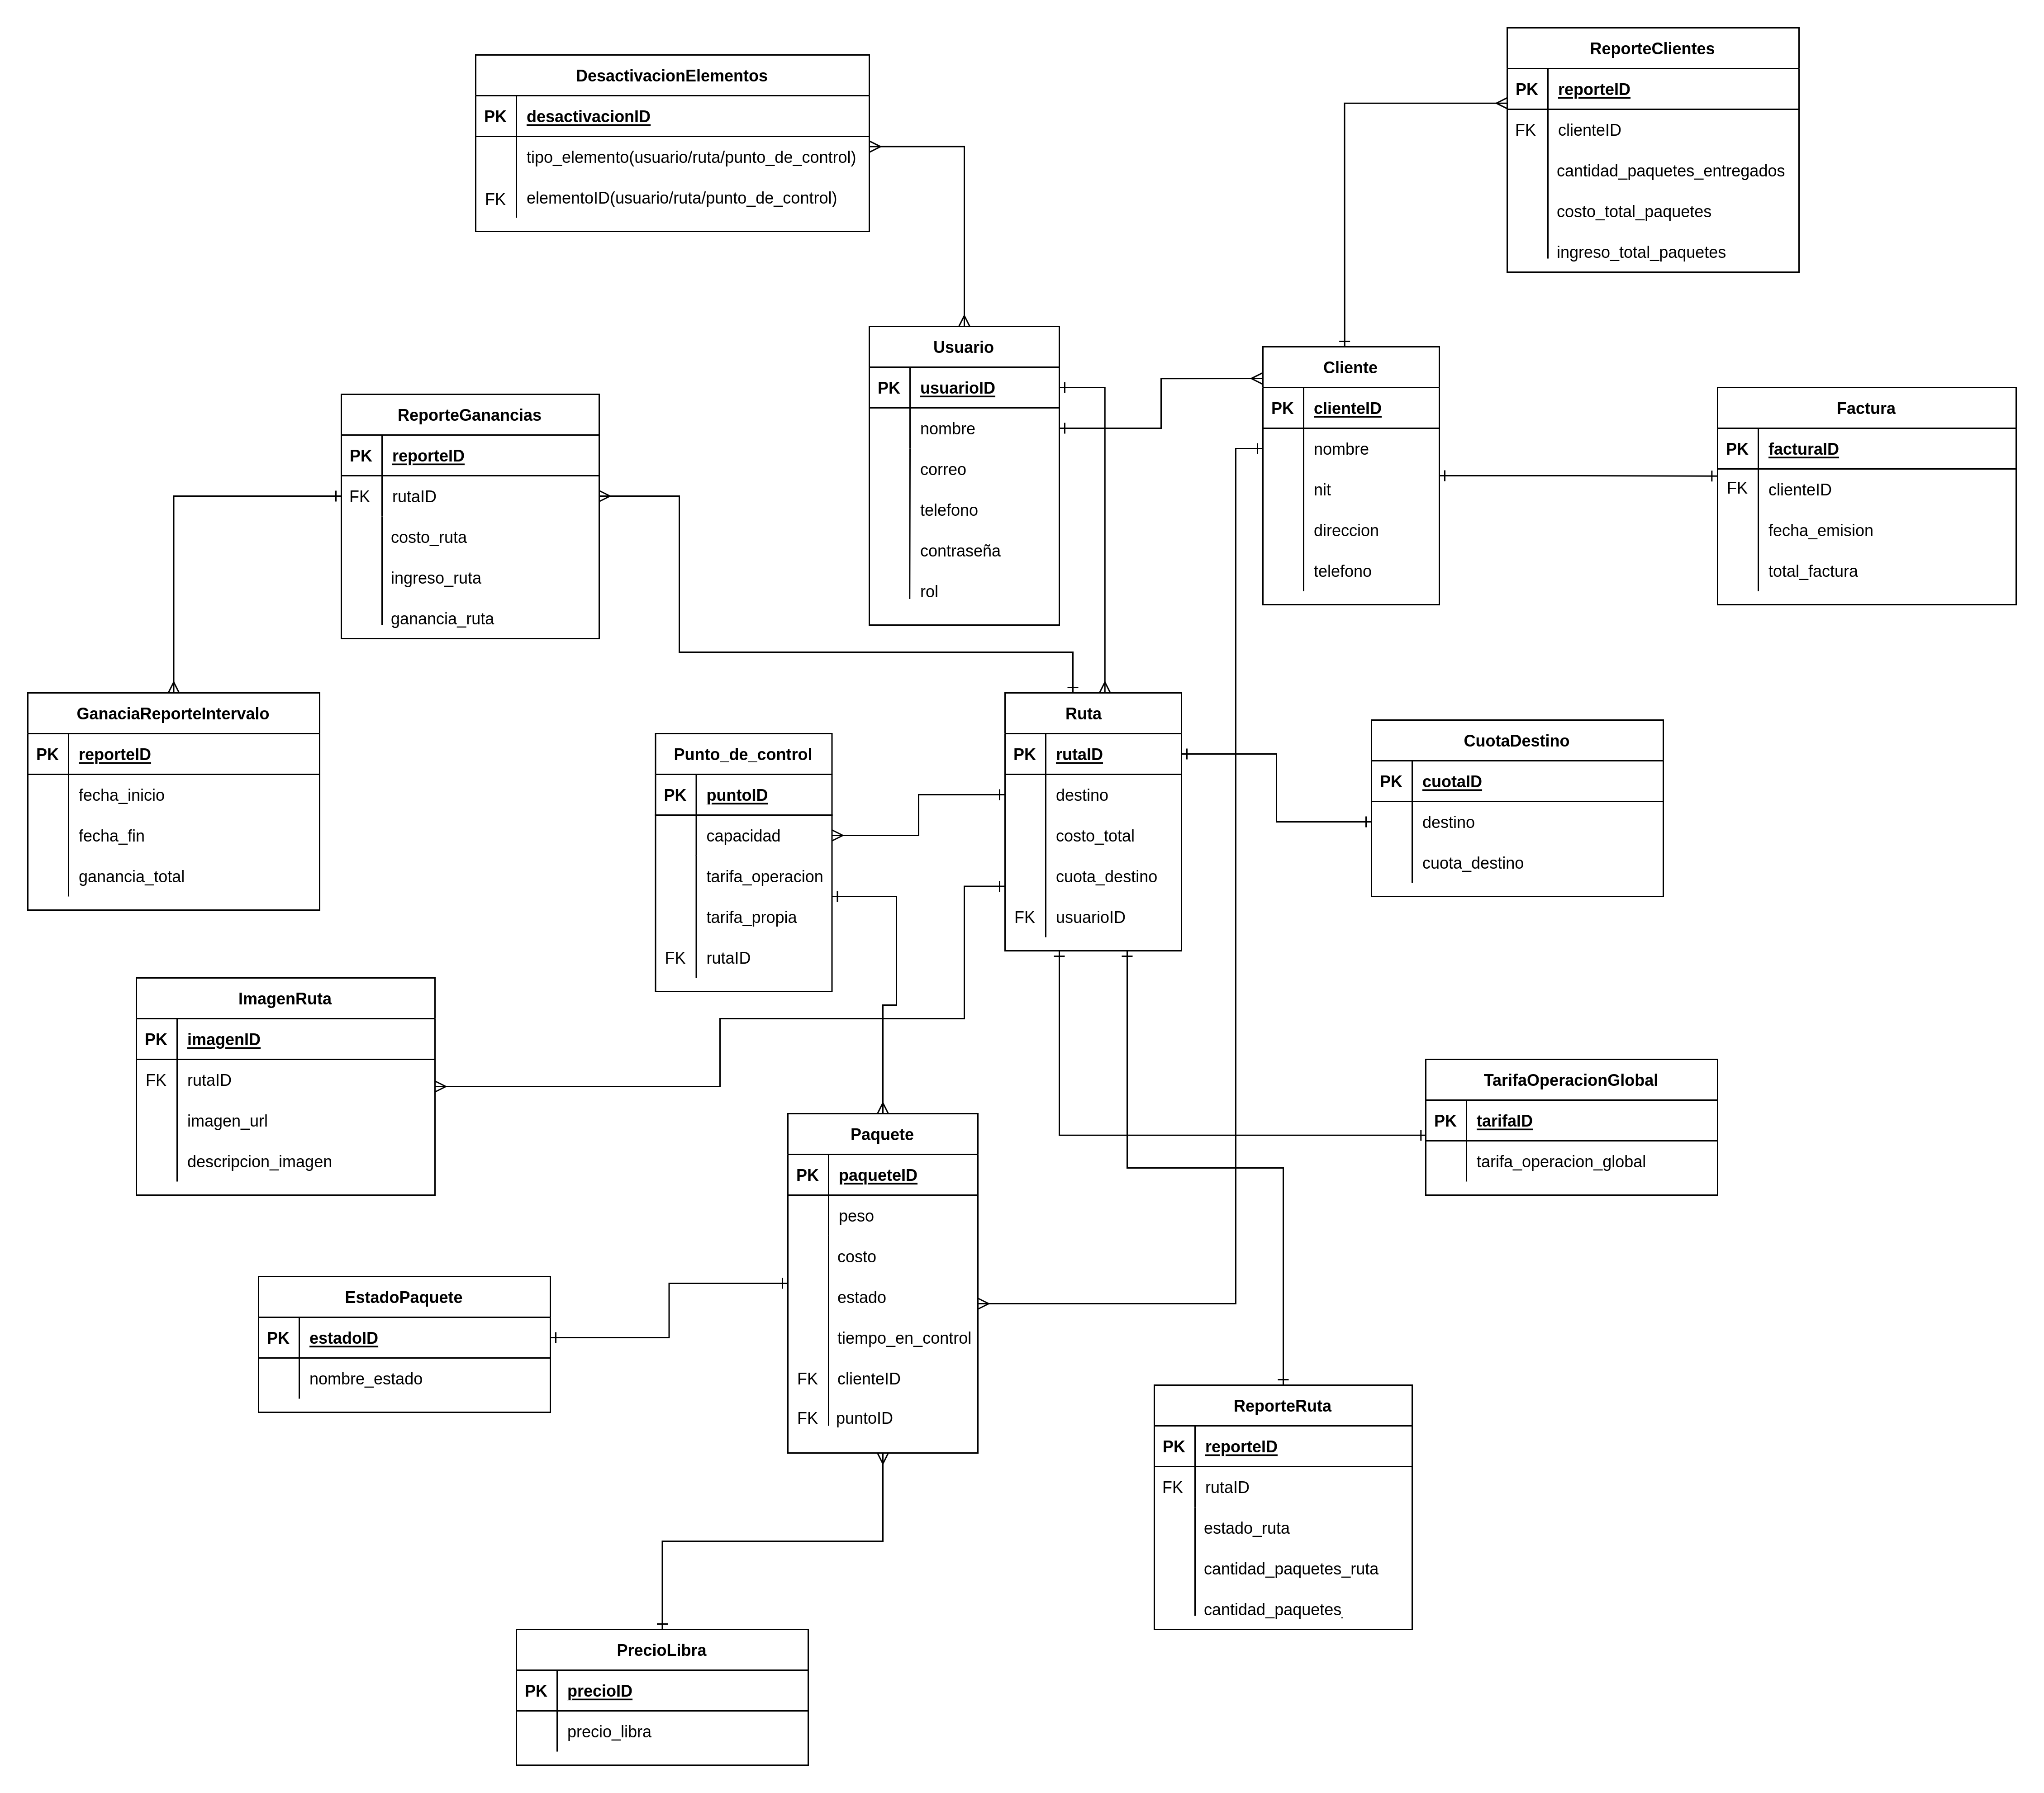 DesactivacionElementos
PK desactivacionID
tipo_elemento(usuario/ruta/punto_de_control)
FK elementoID(usuario/ruta/punto_de_control)
ReporteClientes
PK reporteID
FK clienteID
cantidad_paquetes_entregados
costo_total_paquetes
ingreso_total_paquetes
Usuario
PK usuarioID
nombre
correo
telefono
contraseña
rol
Cliente
PK clienteID
nombre
nit
direccion
telefono
Factura
PK facturaID
FK clienteID
fecha_emision
total_factura
ReporteGanancias
PK reporteID
FK rutaID
costo_ruta
ingreso_ruta
ganancia_ruta
GanaciaReporteIntervalo
PK reporteID
fecha_inicio
fecha_fin
ganancia_total
Punto_de_control
PK puntoID
capacidad
tarifa_operacion
tarifa_propia
FK rutaID
Ruta
PK rutaID
destino
costo_total
cuota_destino
FK usuarioID
CuotaDestino
PK cuotaID
destino
cuota_destino
ImagenRuta
PK imagenID
FK rutaID
imagen_url
descripcion_imagen
TarifaOperacionGlobal
PK tarifaID
tarifa_operacion_global
Paquete
PK paqueteID
peso
costo
estado
tiempo_en_control
FK clienteID
FK puntoID
EstadoPaquete
PK estadoID
nombre_estado
ReporteRuta
PK reporteID
FK rutaID
estado_ruta
cantidad_paquetes_ruta
cantidad_paquetes_
PrecioLibra
PK precioID
precio_libra